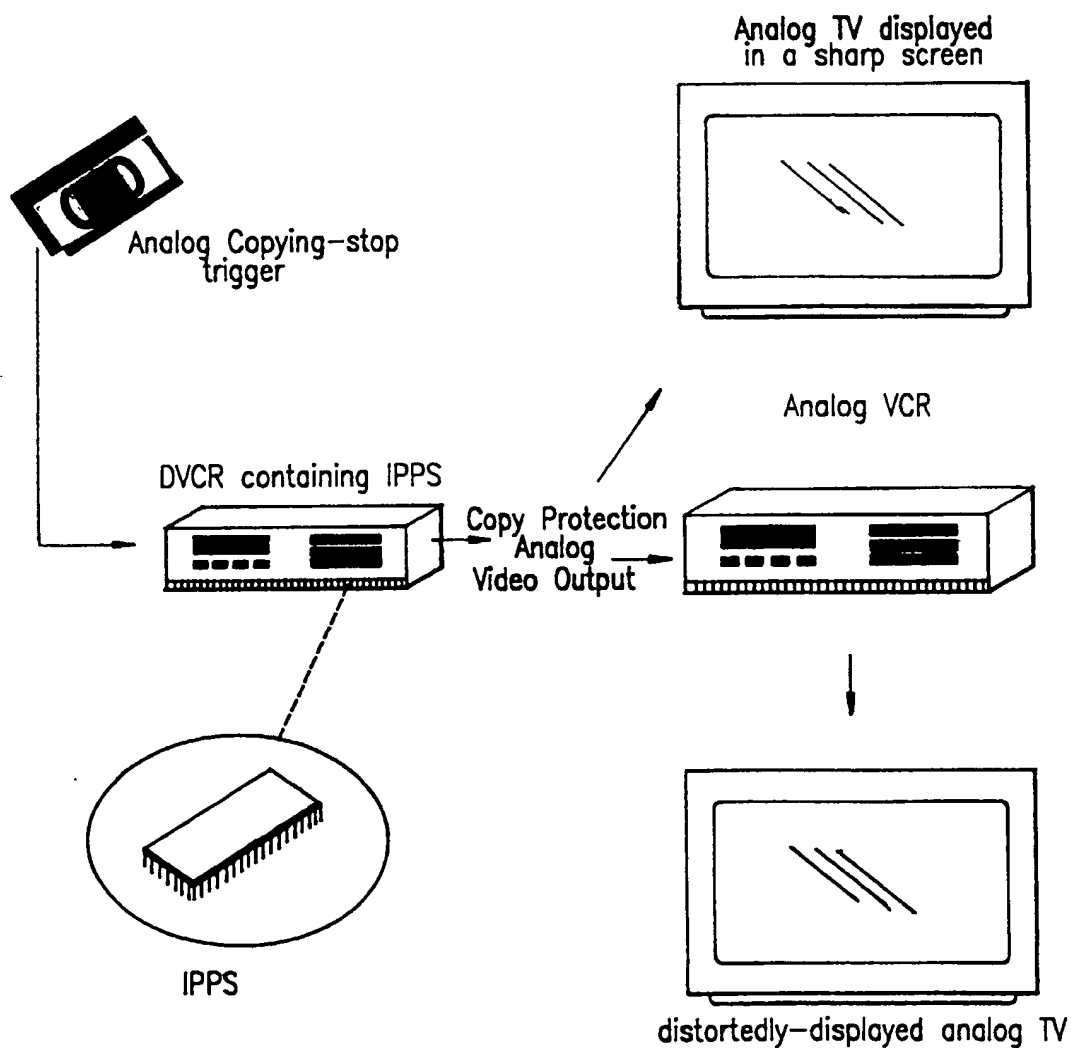 Analog TV displayed
in a sharp screen
Analog Copying-stop
trigger
Analog VCR
DVCR containing IPPS
Copy Protection
Analog
Video Output
IPPS
distortedly-displayed analog TV